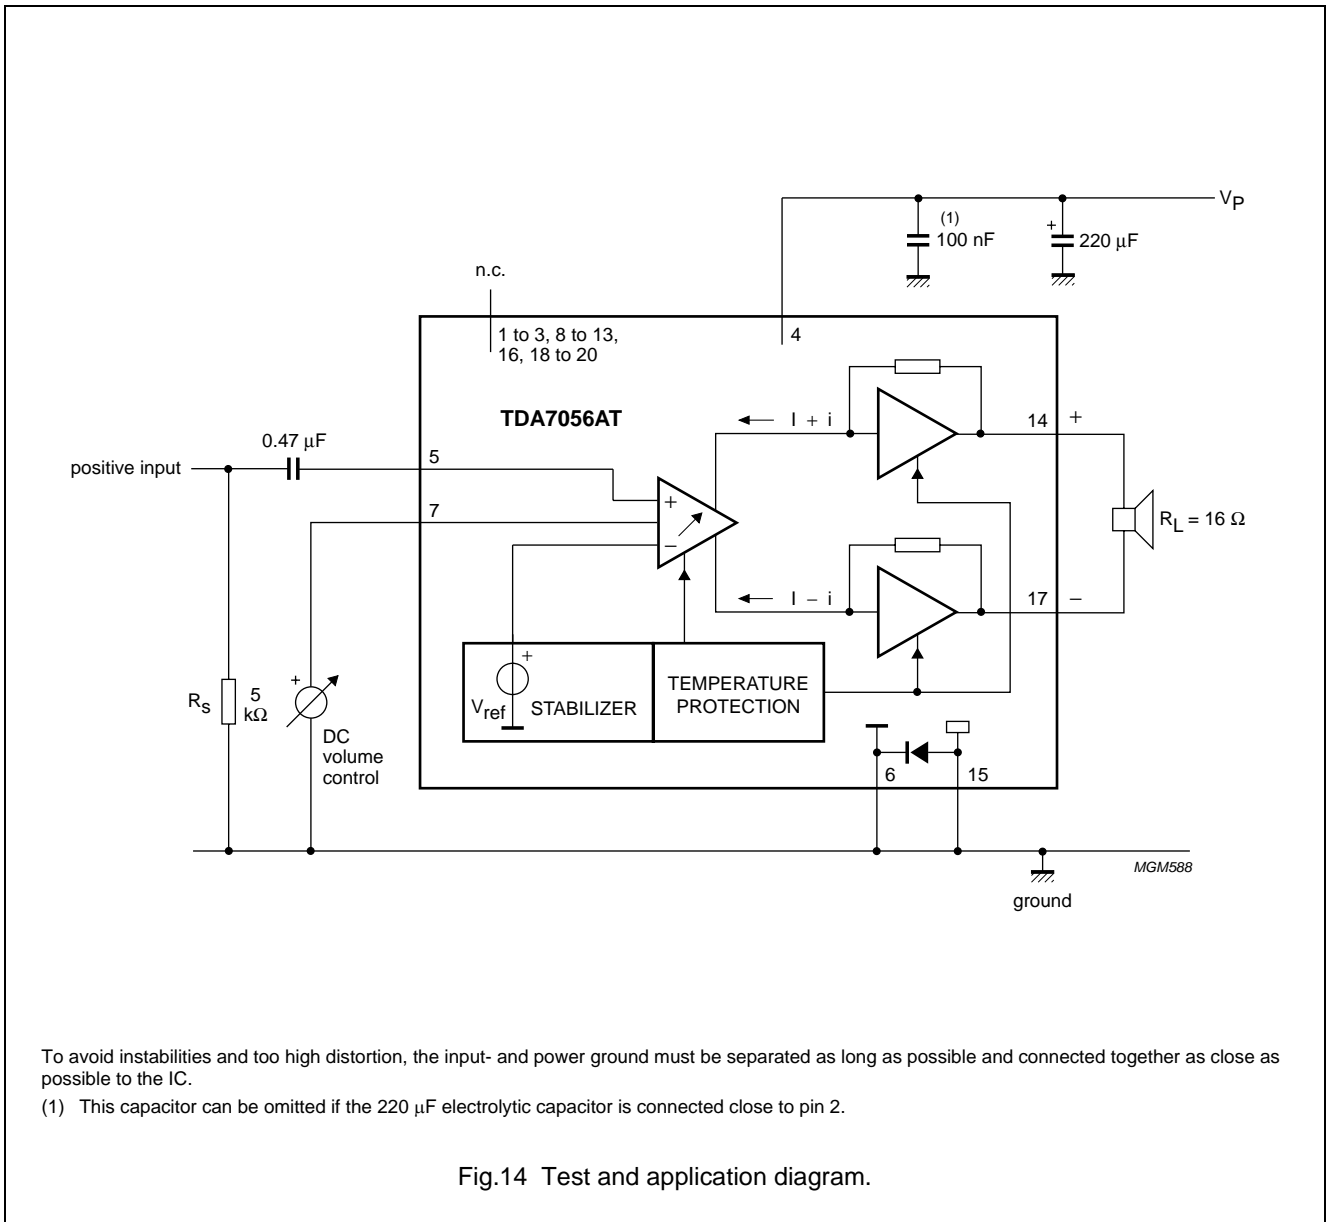 VP
(1)
100 nF
+
220 μF
n.c.
1 to 3, 8 to 13,
16, 18 to 20
4
TDA7056AT
I + i
14
+
0.47 μF
positive input
5
+
7
RL = 16 Ω
−
I − i
17
−
+
TEMPERATURE
PROTECTION
Vref
STABILIZER
Rs
5
kΩ
+
DC
volume
control
6
15
MGM588
ground
To avoid instabilities and too high distortion, the input- and power ground must be separated as long as possible and connected together as close as
possible to the IC.
(1) This capacitor can be omitted if the 220 μF electrolytic capacitor is connected close to pin 2.
Fig.14 Test and application diagram.